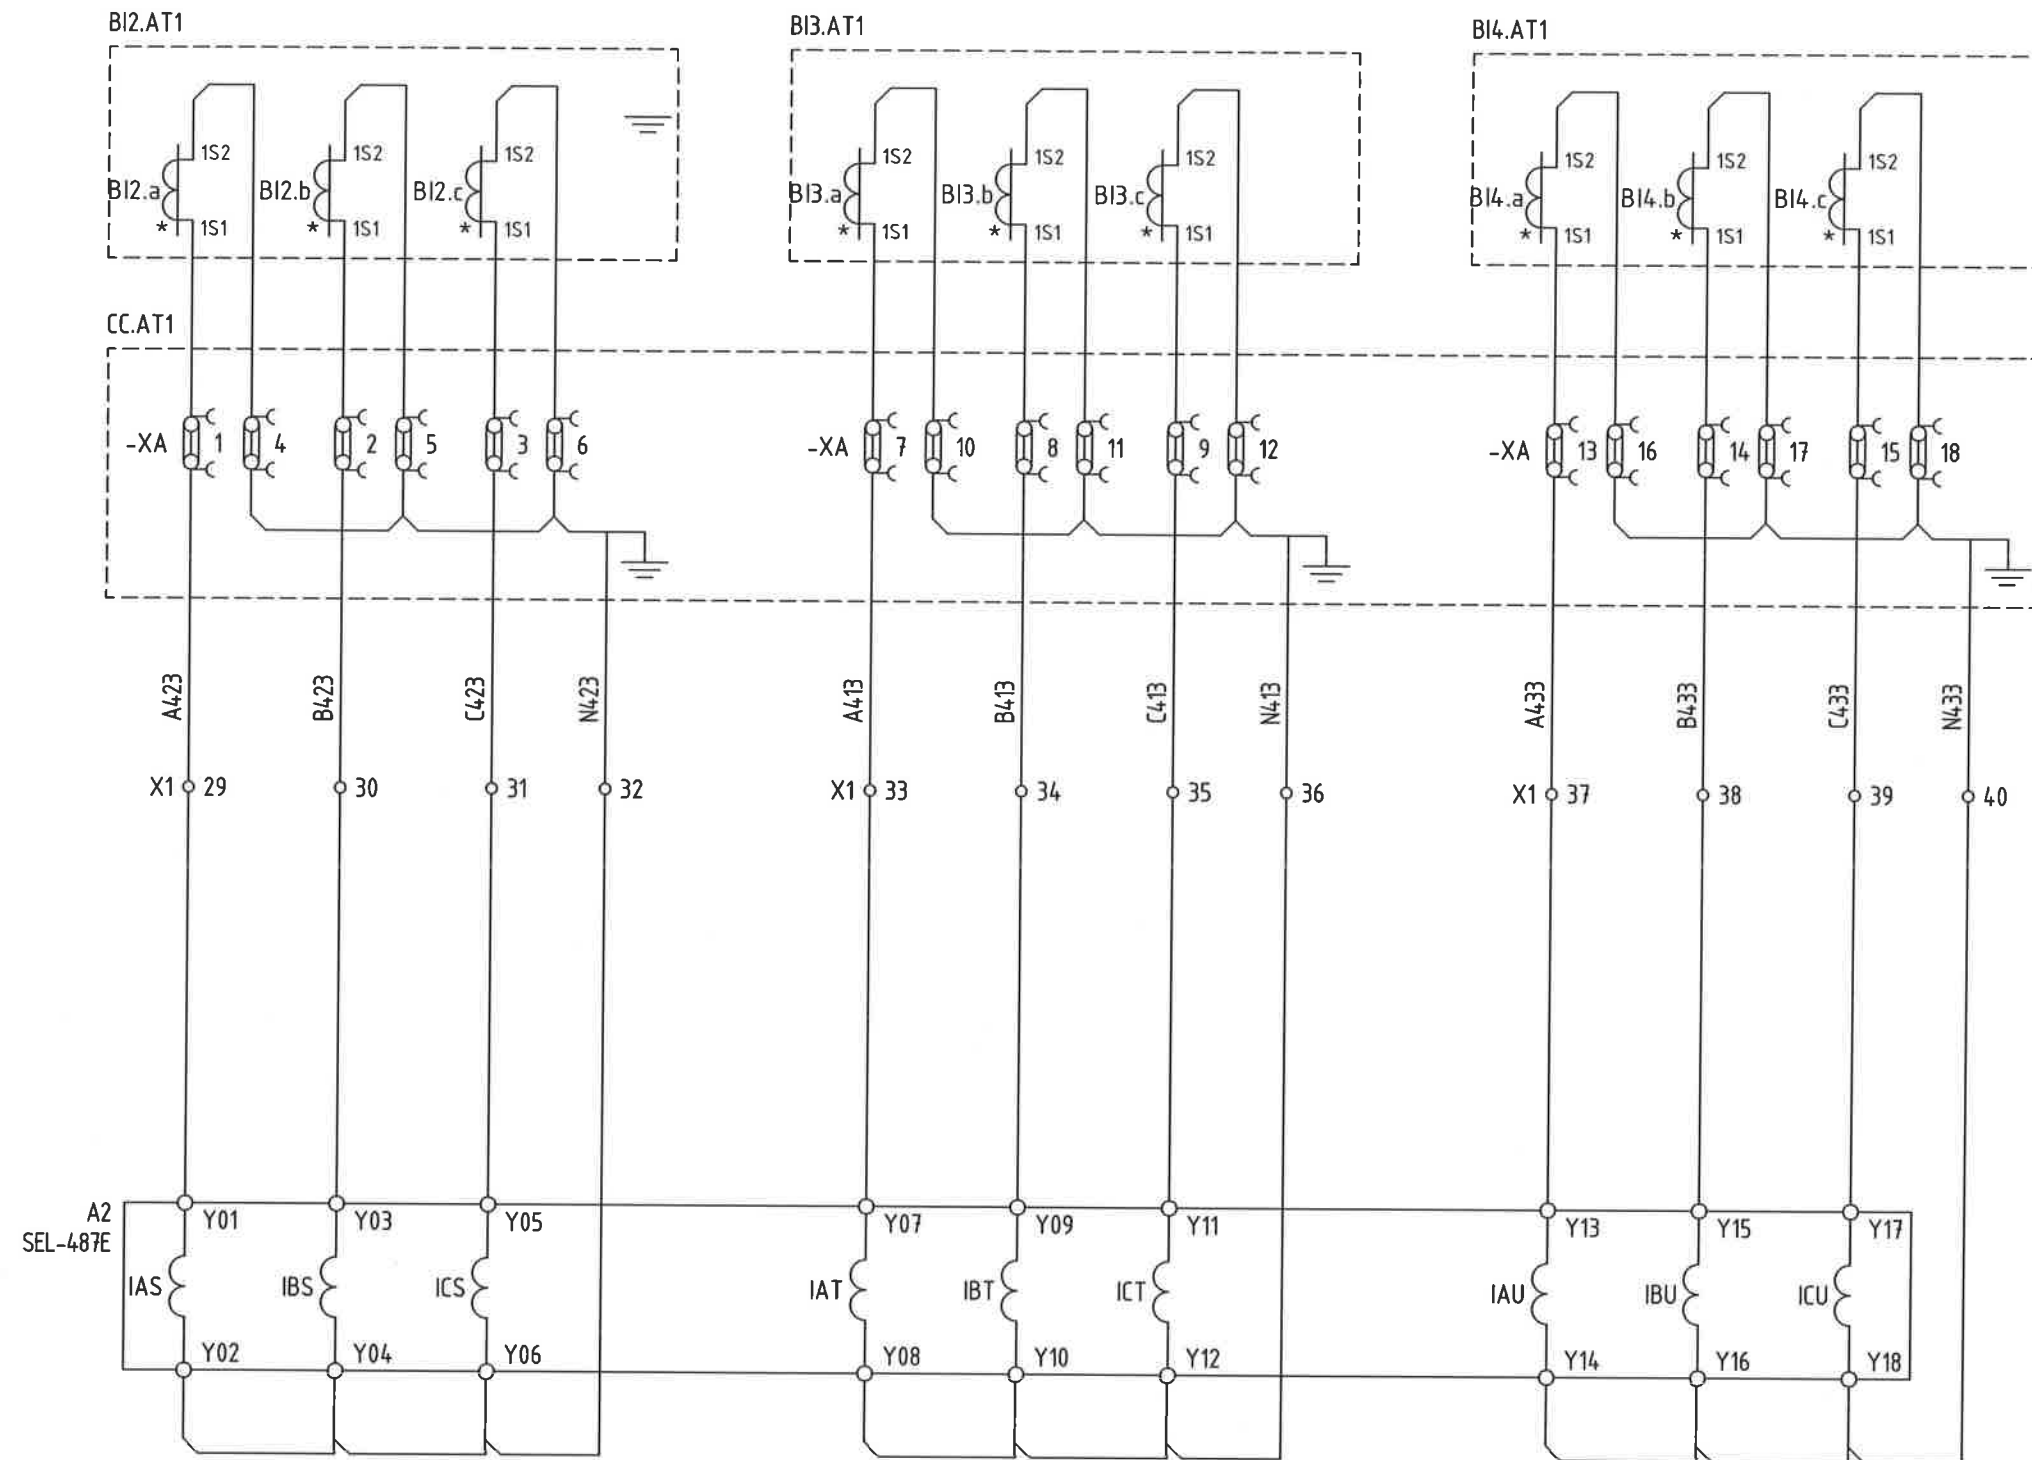 BI2.AT1 BI3.AT1 BI4.AT1
1S2 1S2 1S2 1S2 1S2 1S2 1S2 1S2 1S2
BI2.a BI2.b BI2.c BI3.a BI3.b BI3.c BI4.a BI4.b BI4.c
* 1S1 * 1S1 * 1S1 * 1S1 * 1S1 * 1S1 * 1S1 * 1S1 * 1S1
CC.AT1
-XA 1 4 2 5 3 6 -XA 7 10 8 11 9 12 -XA 13 16 14 17 15 18
A423 B423 C423 N423 A413 B413 C413 N413 A433 B433 C433 N433
X1 29 30 31 32 X1 33 34 35 36 X1 37 38 39 40
A2 Y01 Y03 Y05 Y07 Y09 Y11 Y13 Y15 Y17
SEL-487E
IAS IBS ICS IAT IBT ICT IAU IBU ICU
Y02 Y04 Y06 Y08 Y10 Y12 Y14 Y16 Y18